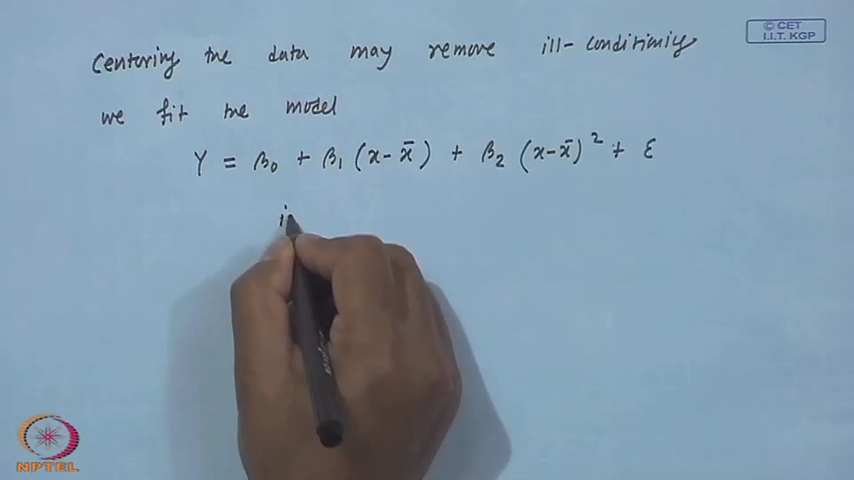 © CET
I.I.T. KGP
Centering the data may remove ill-conditioning
we fit the model
Y = β₀ + β₁ (x - x̄) + β₂ (x - x̄)² + ε
i
NPTEL